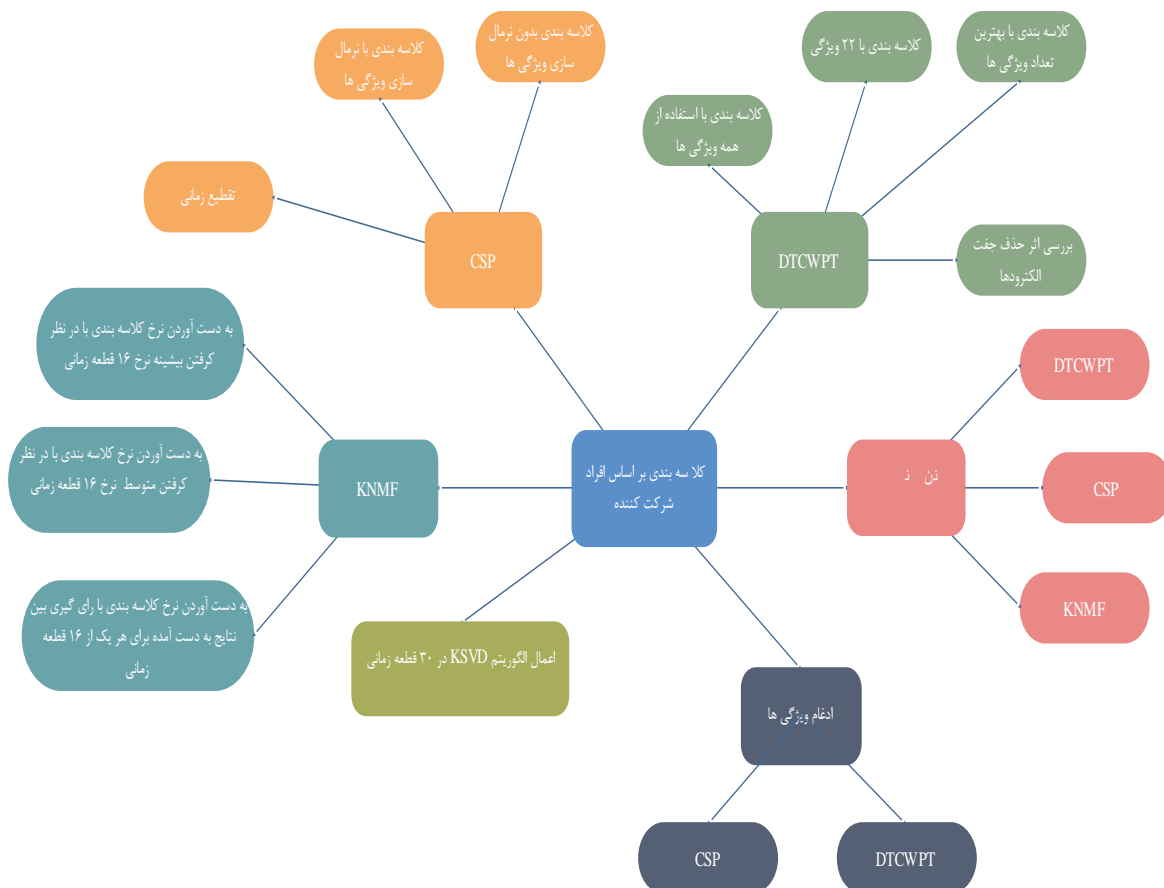 کلاسه بندی بدون نرمال
سازی ویژگی ها
کلاسه بندی با نرمال
سازی ویژگی ها
تقطیع زمانی
CSP
کلاسه بندی با بهترین
تعداد ویژگی ها
کلاسه بندی با ۲۲ ویژگی
کلاسه بندی با استفاده از
همه ویژگی ها
DTCWPT
بررسی اثر حذف جفت
الکترودها
به دست آوردن نرخ کلاسه بندی با در نظر
کرفتن بیشینه نرخ ۱۶ قطعه زمانی
به دست آوردن نرخ کلاسه بندی با در نظر
کرفتن متوسط نرخ ۱۶ قطعه زمانی
به دست آوردن نرخ کلاسه بندی با رای گیری بین
نتایج به دست آمده برای هر یک از ۱۶ قطعه
زمانی
KNMF
کلا سه بندی بر اساس افراد
شرکت کننده
DTCWPT
ذن ذ
CSP
KNMF
اعمال الگوریتم KSVD در ۳۰ قطعه زمانی
ادغام ویژگی ها
CSP
DTCWPT